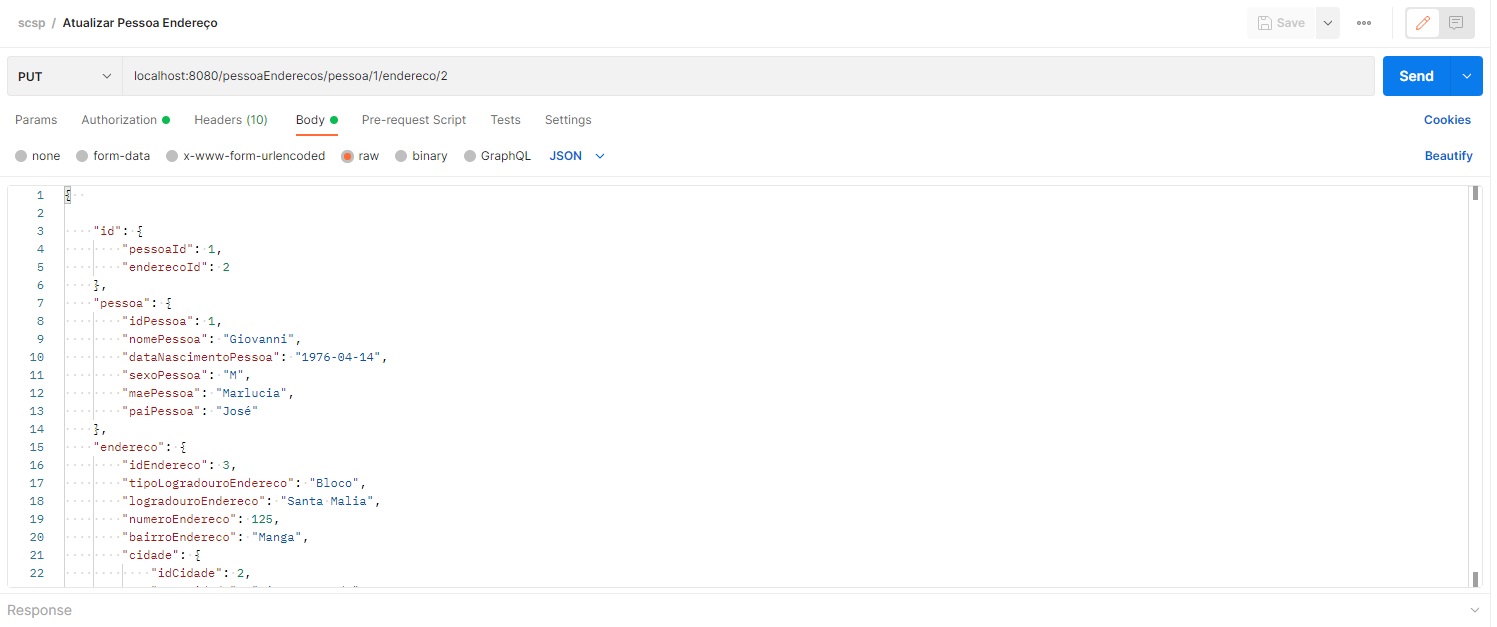 scsp / Atualizar Pessoa Endereço
Save
PUT
localhost:8080/pessoaEnderecos/pessoa/1/endereco/2
Send
Params Authorization Headers (10) Body Pre-request Script Tests Settings Cookies
none form-data x-www-form-urlencoded raw binary GraphQL JSON Beautify
1 {
2
3 "id": {
4 "pessoaId": 1,
5 "enderecoId": 2
6 },
7 "pessoa": {
8 "idPessoa": 1,
9 "nomePessoa": "Giovanni",
10 "dataNascimentoPessoa": "1976-04-14",
11 "sexoPessoa": "M",
12 "maePessoa": "Marlucia",
13 "paiPessoa": "José"
14 },
15 "endereco": {
16 "idEndereco": 3,
17 "tipoLogradouroEndereco": "Bloco",
18 "logradouroEndereco": "Santa Malia",
19 "numeroEndereco": 125,
20 "bairroEndereco": "Manga",
21 "cidade": {
22 "idCidade": 2,
Response